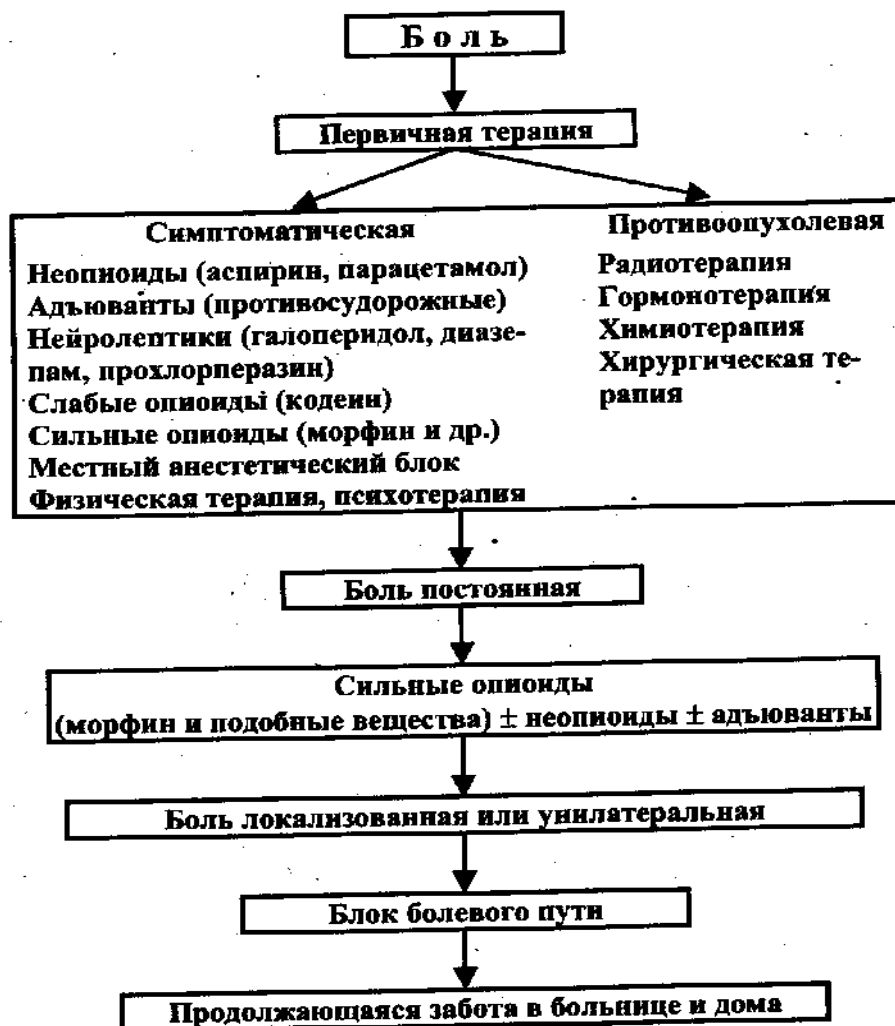 Боль
Первичная терапия
Симптоматическая
Неопиоиды (аспирин, парацетамол)
Адъюванты (противосудорожные)
Нейролептики (галоперидол, диазе-
пам, прохлорперазин)
Слабые опиоиды (кодеин)
Сильные опиоиды (морфин и др.)
Местный анестетический блок
Физическая терапия, психотерапия
Противоопухолевая
Радиотерапия
Гормонотерапия
Химиотерапия
Хирургическая те-
рапия
Боль постоянная
Сильные опиоиды
(морфин и подобные вещества) ± неопиоиды ± адъюванты
Боль локализованная или унилатеральная
Блок болевого пути
Продолжающаяся забота в больнице и дома